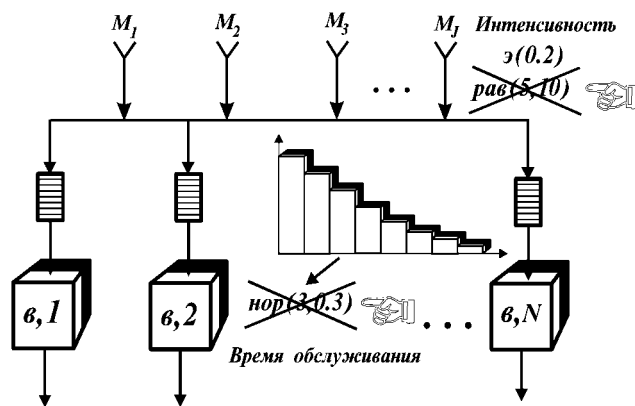 M1 M2 M3 MJ Интенсивность
э(0.2)
рав(5,10)
. . .
в,1 в,2 нор(3,0.3) . . . в,N
Время обслуживания